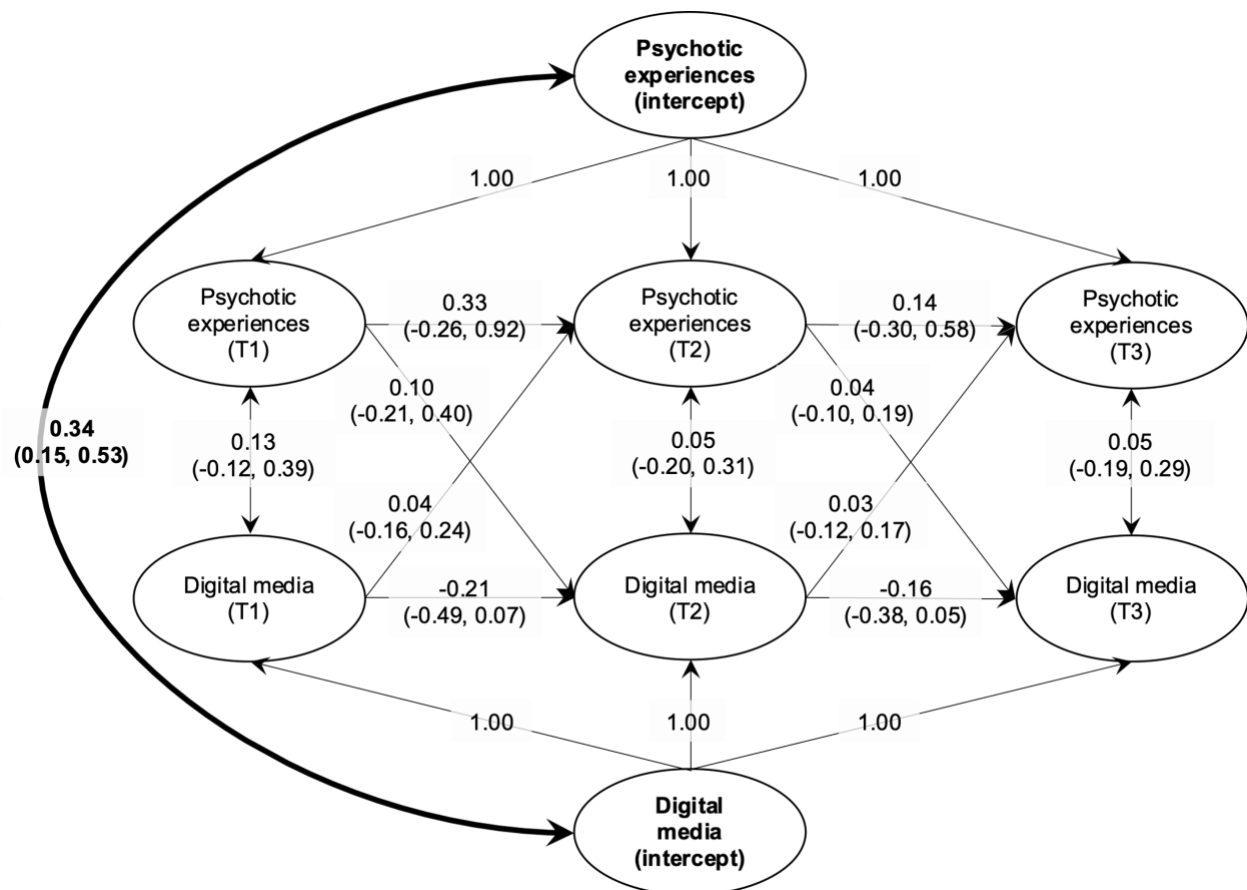 Psychotic
experiences
(intercept)
1.00
1.00
1.00
Psychotic
experiences
(T1)
0.33
(-0.26, 0.92)
Psychotic
experiences
(T2)
0.14
(-0.30, 0.58)
Psychotic
experiences
(T3)
0.10
(-0.21, 0.40)
0.04
(-0.10, 0.19)
0.34
(0.15, 0.53)
0.13
(-0.12, 0.39)
0.05
(-0.20, 0.31)
0.05
(-0.19, 0.29)
0.04
(-0.16, 0.24)
0.03
(-0.12, 0.17)
Digital media
(T1)
-0.21
(-0.49, 0.07)
Digital media
(T2)
-0.16
(-0.38, 0.05)
Digital media
(T3)
1.00
1.00
1.00
Digital
media
(intercept)